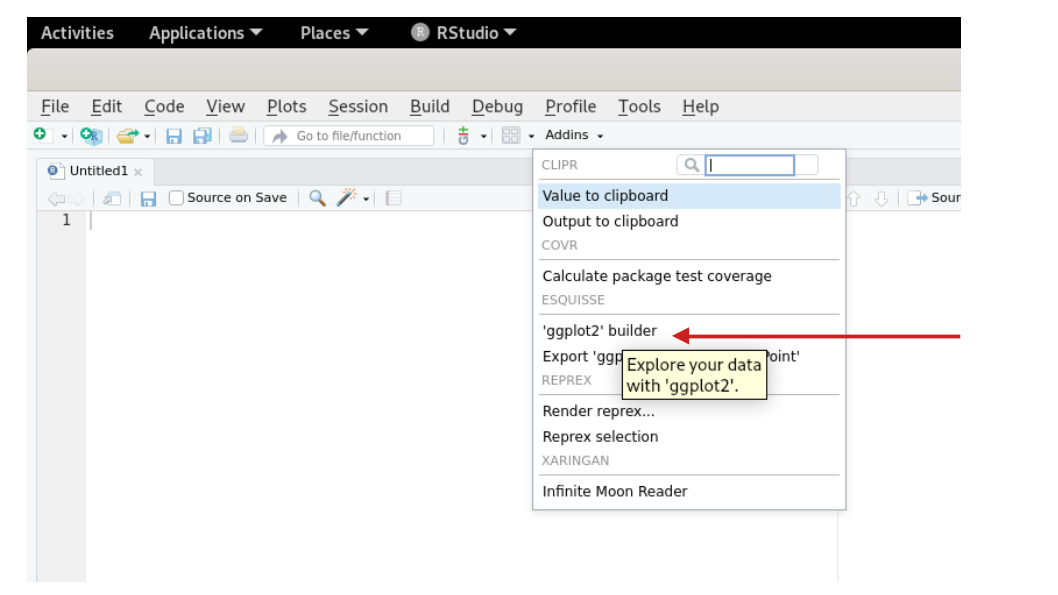 Activities Applications Places RStudio
File Edit Code View Plots Session Build Debug Profile Tools Help
Go to file/function Addins
Untitled1
CLIPR
Source on Save
Value to clipboard
Sour
1
Output to clipboard
COVR
Calculate package test coverage
ESQUISSE
'ggplot2' builder
Export 'ggp Point'
Explore your data
with 'ggplot2'.
REPREX
Render reprex...
Reprex selection
XARINGAN
Infinite Moon Reader